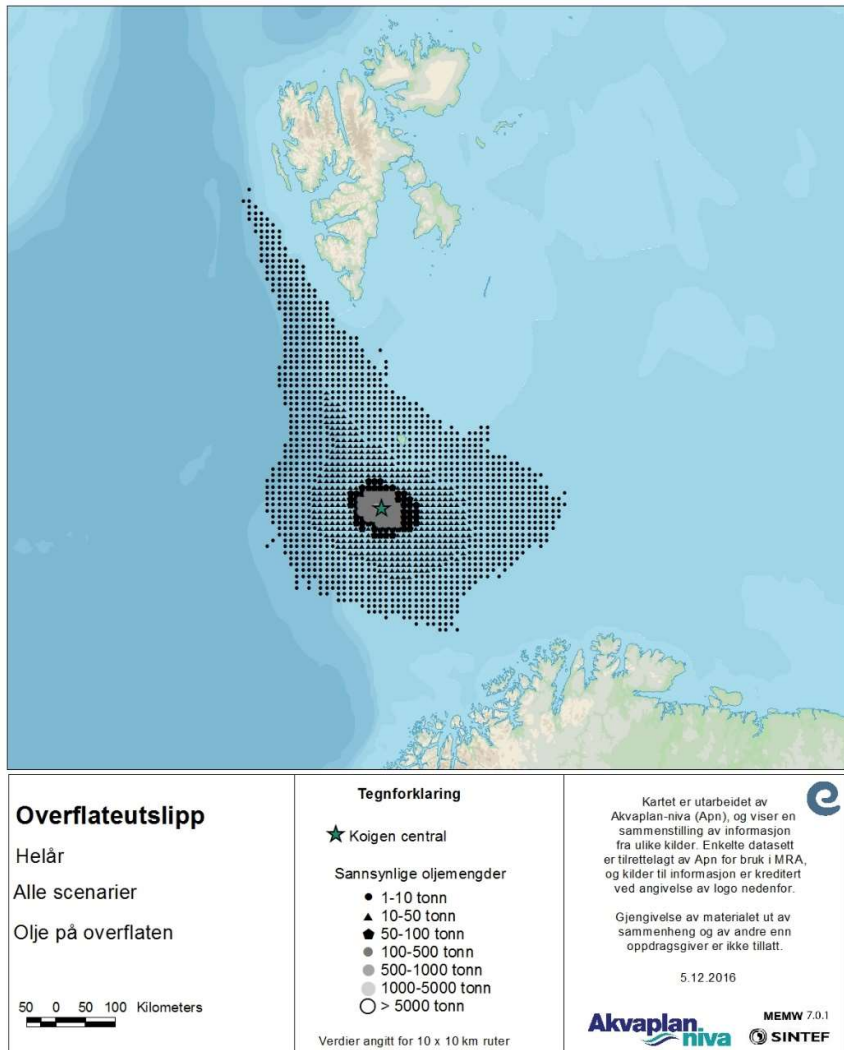 Overflateutslipp
Helår
Alle scenarier
Olje på overflaten
50 0 50 100 Kilometers
Tegnforklaring
Koigen central
Sannsynlige oljemengder
1-10 tonn
10-50 tonn
50-100 tonn
100-500 tonn
500-1000 tonn
1000-5000 tonn
> 5000 tonn
Verdier angitt for 10 x 10 km ruter
Kartet er utarbeidet av
Akvaplan-niva (Apn), og viser en
sammenstilling av informasjon
fra ulike kilder. Enkelte datasett
er tilrettelagt av Apn for bruk i MRA,
og kilder til informasjon er kreditert
ved angivelse av logo nedenfor.
Gjengivelse av materialet ut av
sammenheng og av andre enn
oppdragsgiver er ikke tillatt.
5.12.2016
Akvaplan
niva
MEMW 7.0.1
SINTEF